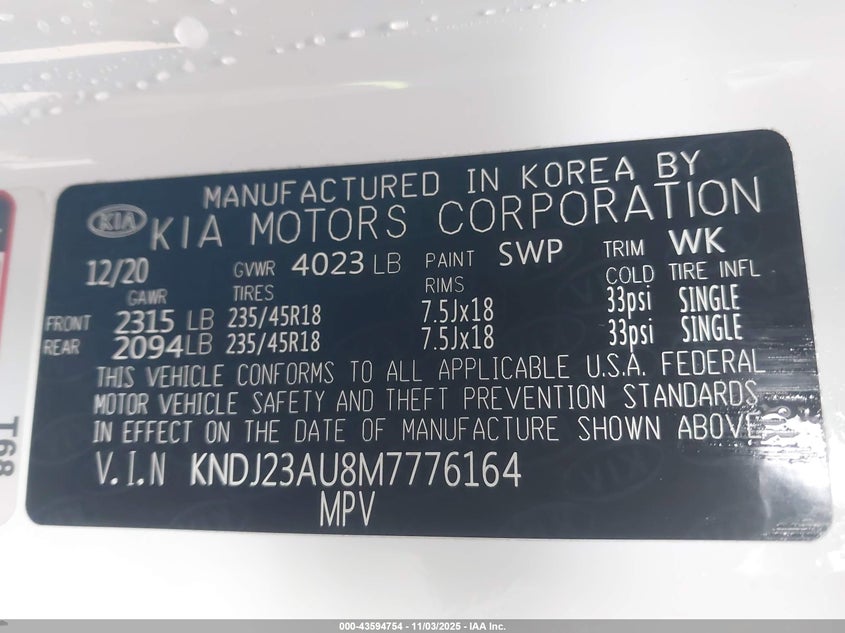 MANUFACTURED IN KOREA BY
KIA KIA MOTORS CORPORATION
12/20 GVWR 4023 LB PAINT SWP TRIM WK
GAWR TIRES RIMS COLD TIRE INFL
FRONT 2315 LB 235/45R18 7.5Jx18 33psi SINGLE
REAR 2094 LB 235/45R18 7.5Jx18 33psi SINGLE
THIS VEHICLE CONFORMS TO ALL APPLICABLE U.S.A. FEDERAL
MOTOR VEHICLE SAFETY AND THEFT PREVENTION STANDARDS
IN EFFECT ON THE DATE OF MANUFACTURE SHOWN ABOVE.
V.I.N KNDJ23AU8M7776164
MPV
T68
000-43594754 - 11/03/2025 - IAA Inc.